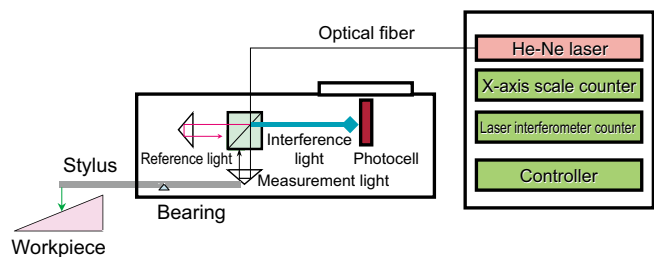 Optical fiber
He-Ne laser
X-axis scale counter
Laser interferometer counter
Controller
Reference light
Interference
light
Photocell
Measurement light
Stylus
Bearing
Workpiece